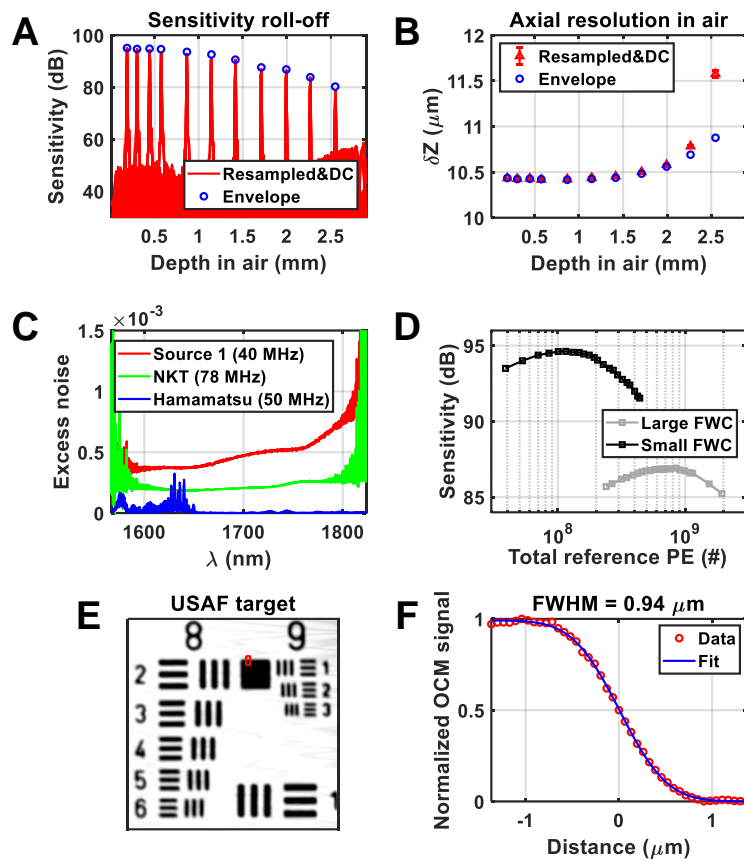 A
Sensitivity roll-off
Sensitivity (dB)
100
80
60
40
Resampled&DC
Envelope
0.5 1 1.5 2 2.5
Depth in air (mm)
B
Axial resolution in air
δZ (μm)
12
11.5
11
10.5
10
Resampled&DC
Envelope
0.5 1 1.5 2 2.5
Depth in air (mm)
C
×10⁻³
Excess noise
1.5
1
0.5
0
Source 1 (40 MHz)
NKT (78 MHz)
Hamamatsu (50 MHz)
1600 1700 1800
λ (nm)
D
Sensitivity (dB)
95
90
85
Large FWC
Small FWC
10⁸ 10⁹
Total reference PE (#)
E
USAF target
8 9
2
3
4
5
6
1
2
3
1
F
FWHM = 0.94 μm
Normalized OCM signal
1
0.5
0
Data
Fit
-1 0 1
Distance (μm)